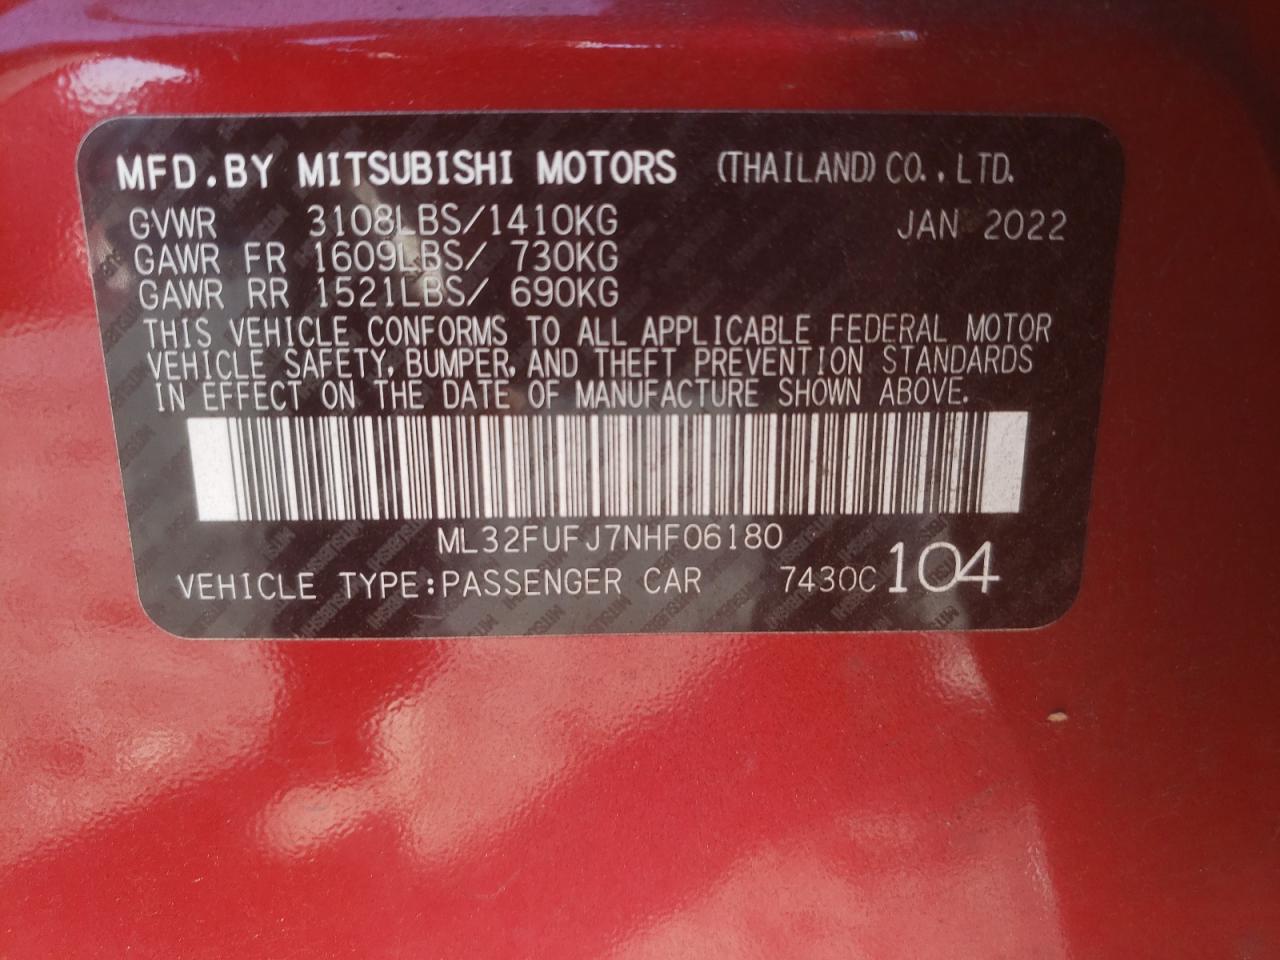 MFD.BY MITSUBISHI MOTORS (THAILAND) CO., LTD.
GVWR 3108LBS/1410KG JAN 2022
GAWR FR 1609LBS/ 730KG
GAWR RR 1521LBS/ 690KG
THIS VEHICLE CONFORMS TO ALL APPLICABLE FEDERAL MOTOR
VEHICLE SAFETY, BUMPER, AND THEFT PREVENTION STANDARDS
IN EFFECT ON THE DATE OF MANUFACTURE SHOWN ABOVE.
ML32FUFJ7NHF06180
VEHICLE TYPE:PASSENGER CAR 7430C 104